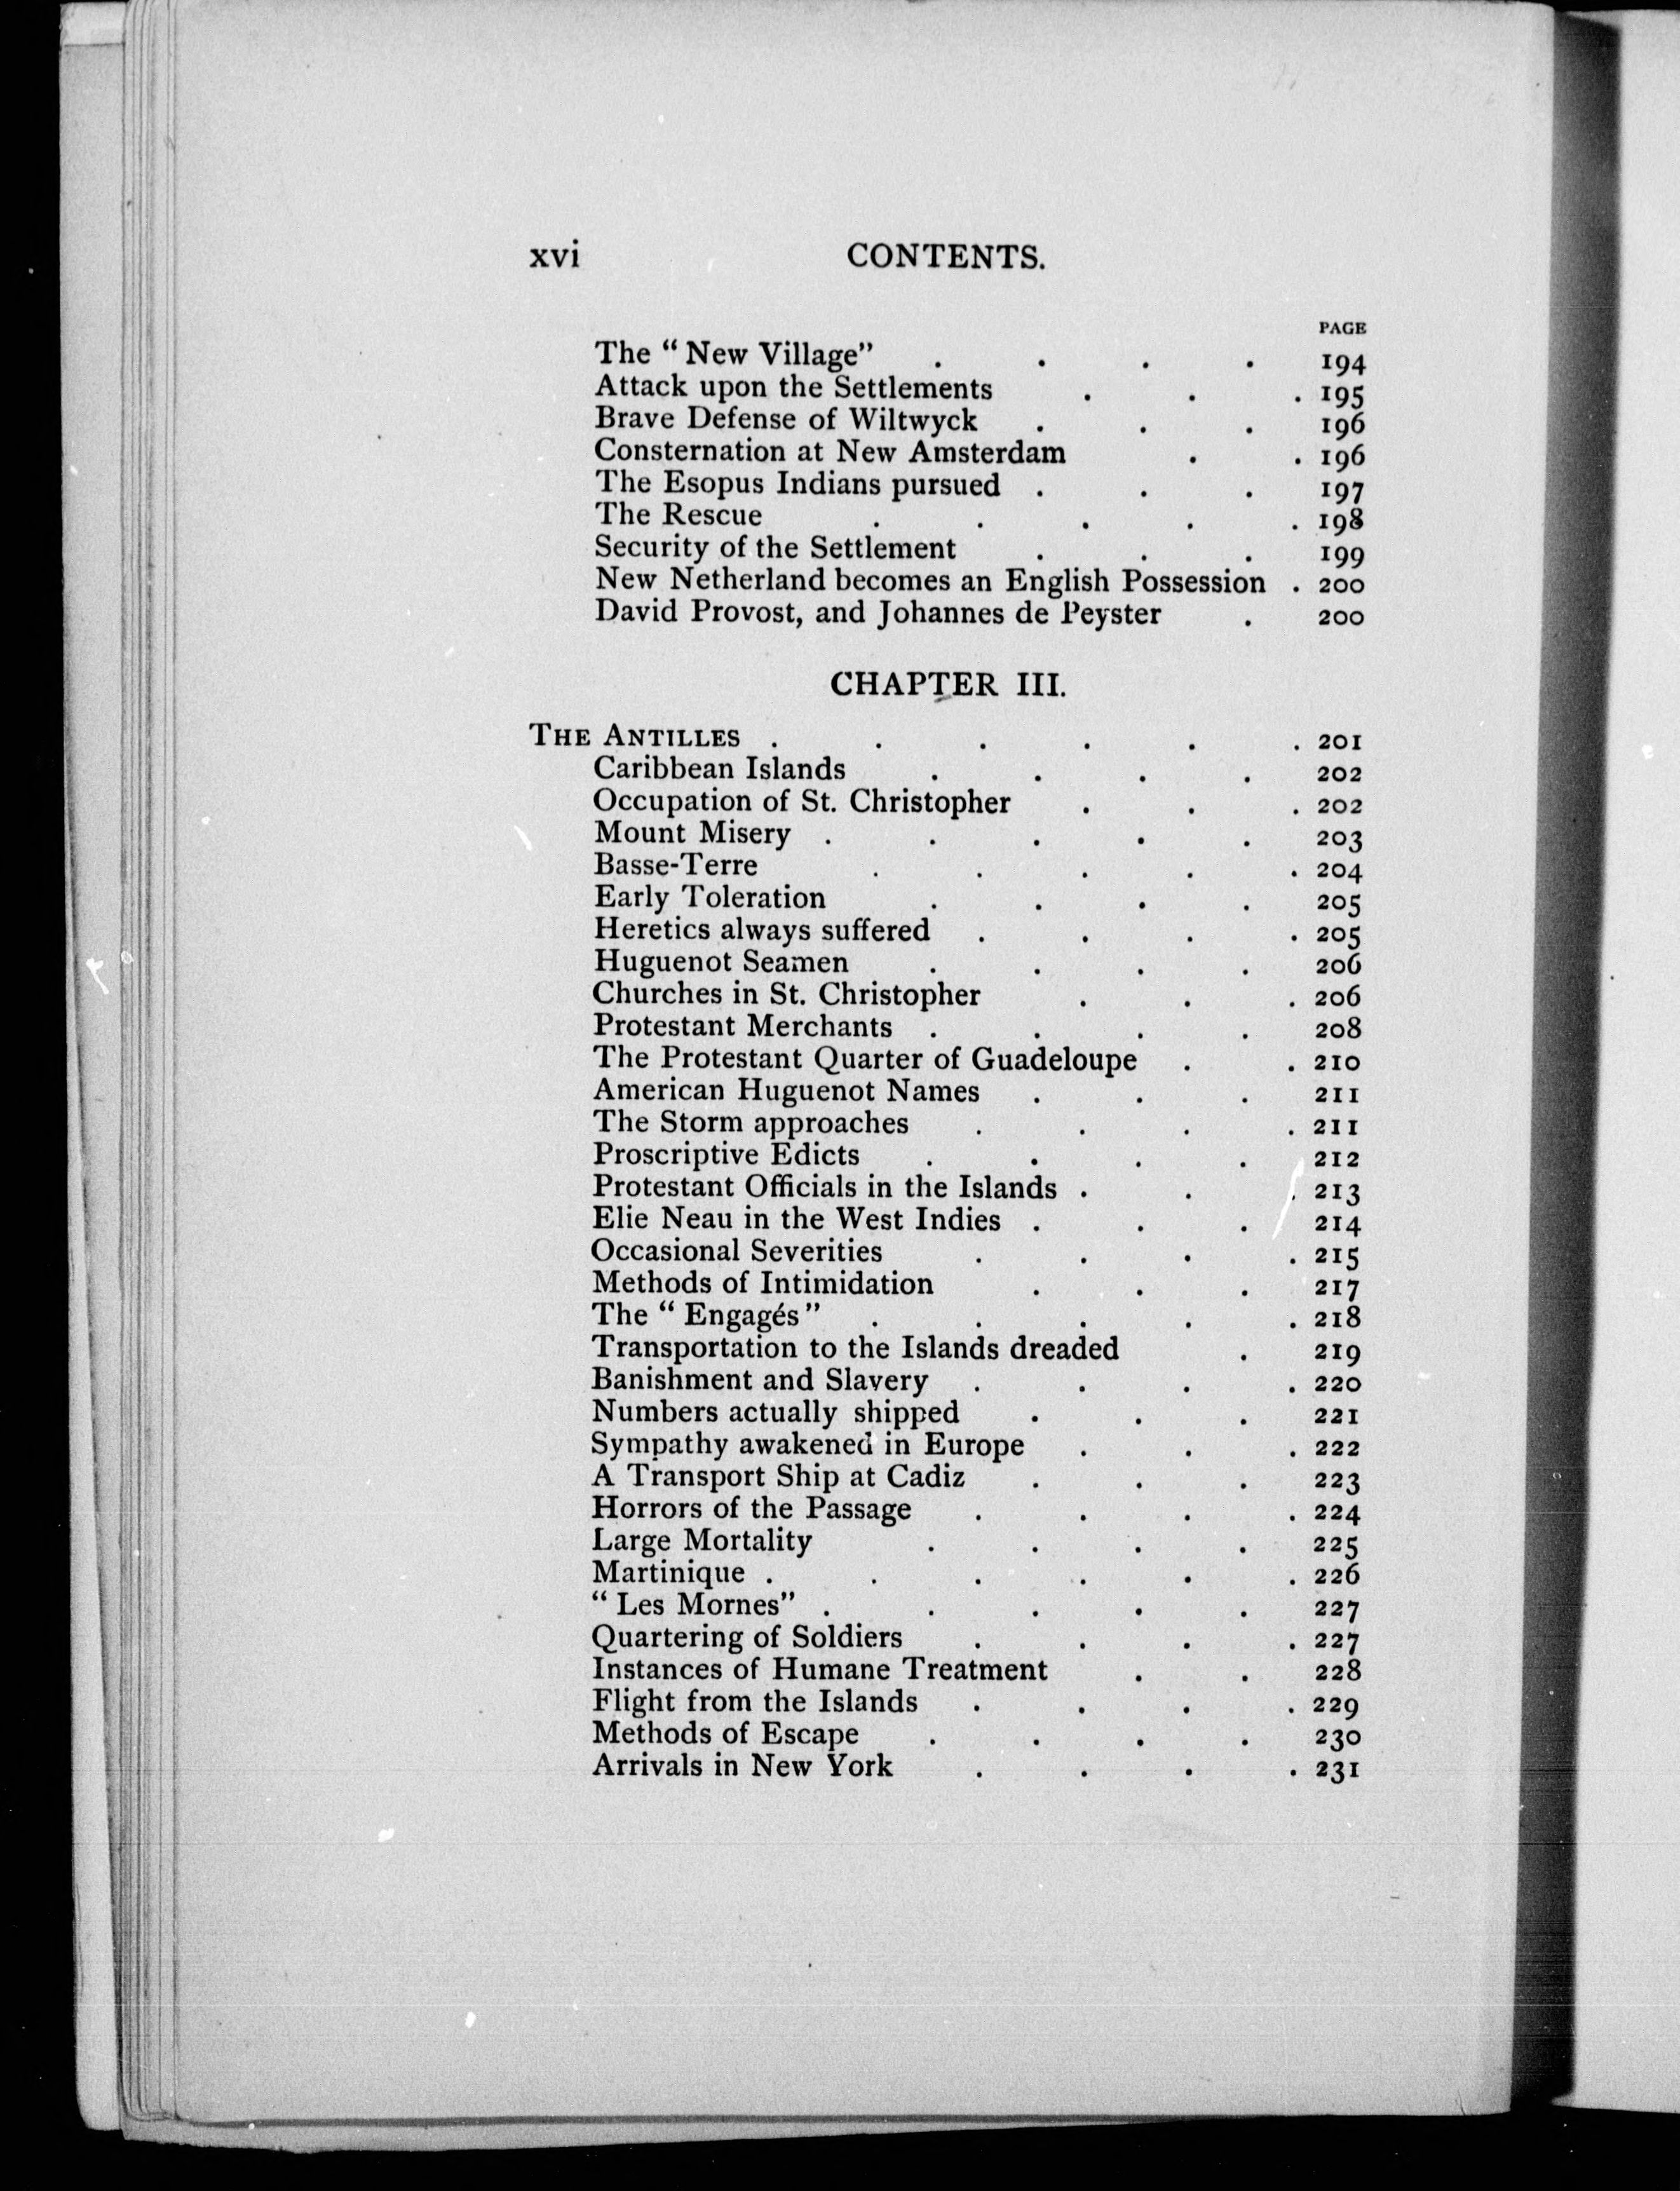 xvi CONTENTS.
PAGE
The “ New Village” . . . . 194
Attack upon the Settlements . . . 195
Brave Defense of Wiltwyck . . . 196
Consternation at New Amsterdam . . 196
The Esopus Indians pursued . . . 197
The Rescue . . . . . 198
Security of the Settlement . . . 199
New Netherland becomes an English Possession . 200
David Provost, and Johannes de Peyster . 200
CHAPTER III.
THE ANTILLES . . . . . . 201
Caribbean Islands . . . . 202
Occupation of St. Christopher . . . 202
Mount Misery . . . . . 203
Basse-Terre . . . . . 204
Early Toleration . . . . 205
Heretics always suffered . . . . 205
Huguenot Seamen . . . . 206
Churches in St. Christopher . . . 206
Protestant Merchants . . . . 208
The Protestant Quarter of Guadeloupe . . 210
American Huguenot Names . . . 211
The Storm approaches . . . . 211
Proscriptive Edicts . . . . 212
Protestant Officials in the Islands . . . 213
Elie Neau in the West Indies . . . 214
Occasional Severities . . . . 215
Methods of Intimidation . . . 217
The “ Engagés” . . . . . 218
Transportation to the Islands dreaded . 219
Banishment and Slavery . . . . 220
Numbers actually shipped . . . 221
Sympathy awakened in Europe . . . 222
A Transport Ship at Cadiz . . . 223
Horrors of the Passage . . . . 224
Large Mortality . . . . 225
Martinique . . . . . . 226
“ Les Mornes” . . . . . 227
Quartering of Soldiers . . . . 227
Instances of Humane Treatment . . 228
Flight from the Islands . . . . 229
Methods of Escape . . . . 230
Arrivals in New York . . . . 231